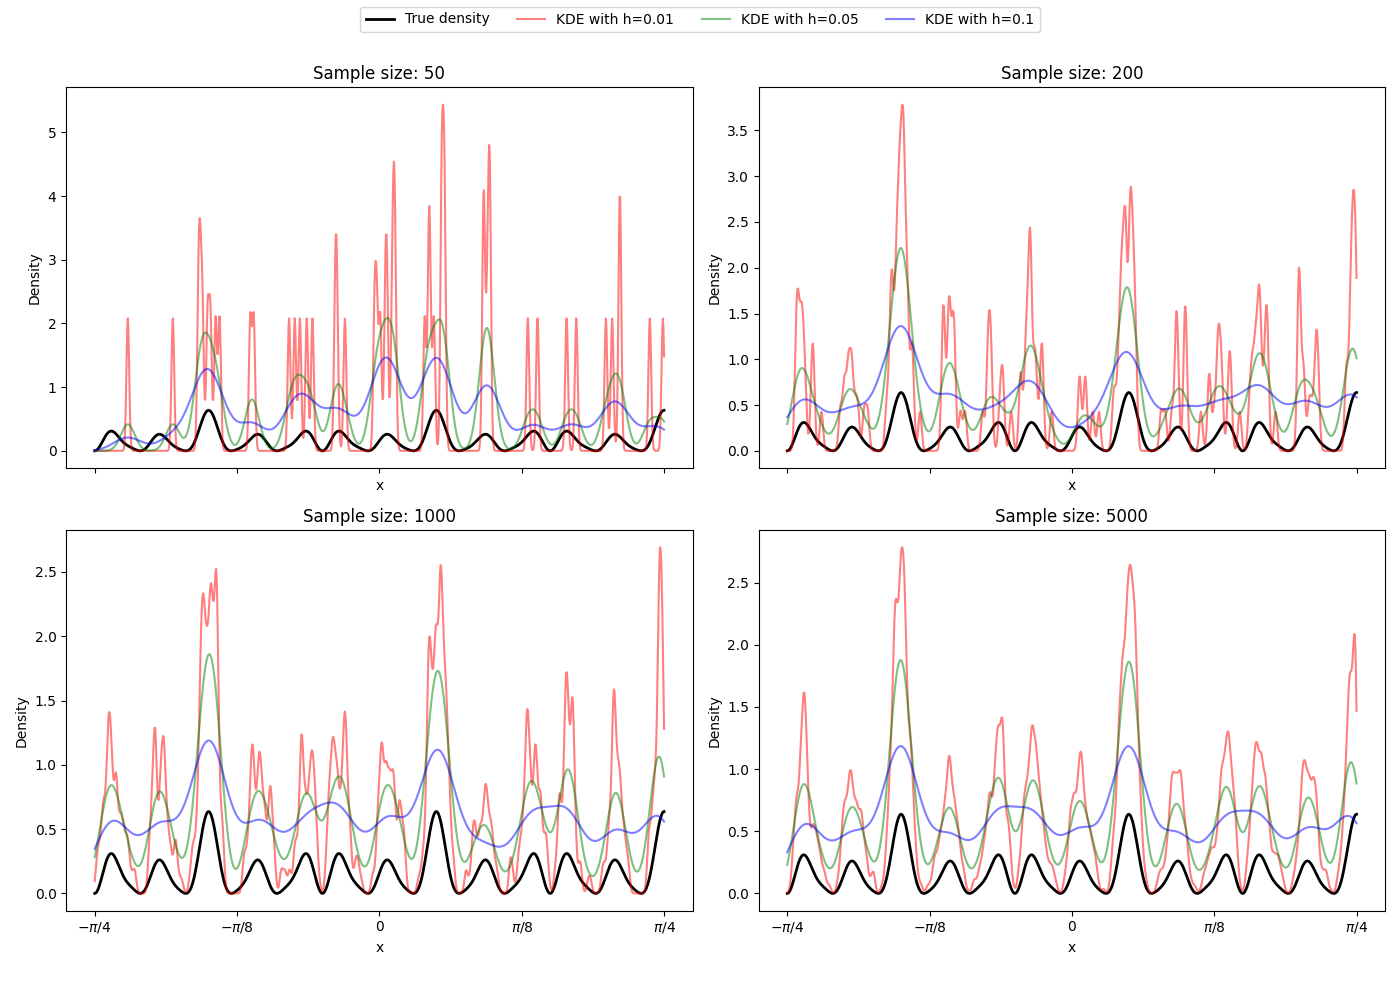 True density KDE with h=0.01 KDE with h=0.05 KDE with h=0.1
Sample size: 50
Density
5
4
3
2
1
0
x
Sample size: 200
Density
3.5
3.0
2.5
2.0
1.5
1.0
0.5
0.0
x
Sample size: 1000
Density
2.5
2.0
1.5
1.0
0.5
0.0
−π/4 −π/8 0 π/8 π/4
x
Sample size: 5000
Density
2.5
2.0
1.5
1.0
0.5
0.0
−π/4 −π/8 0 π/8 π/4
x